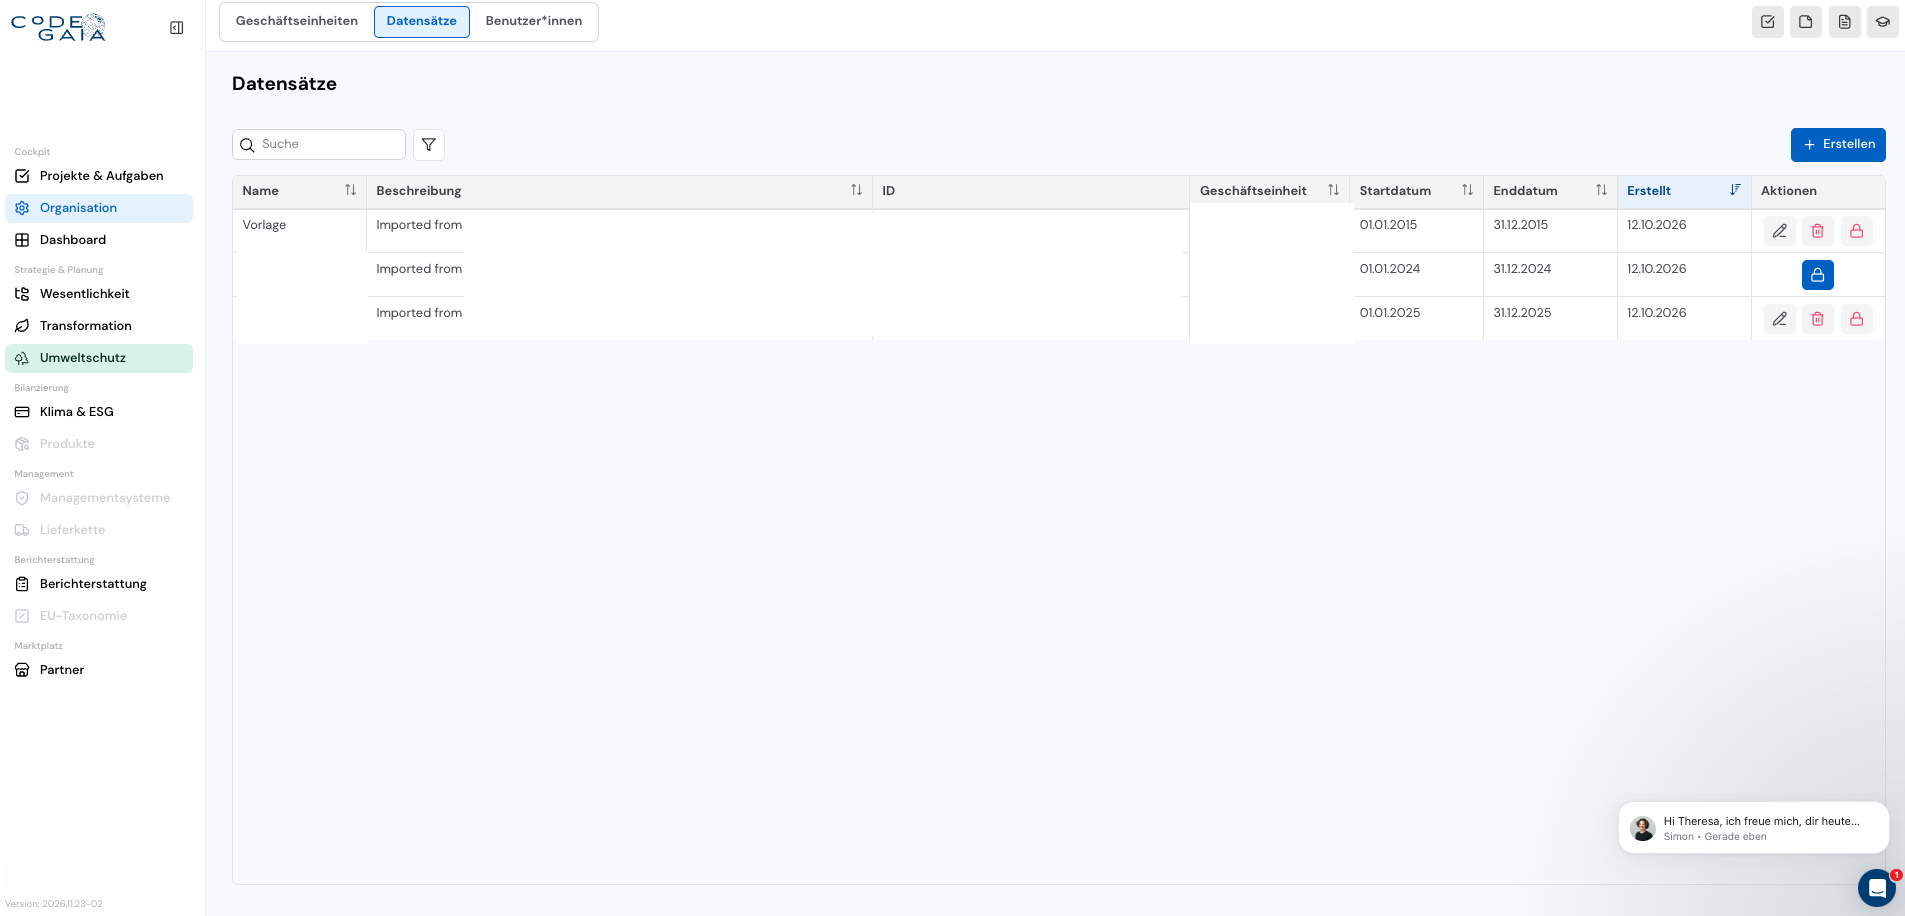 CODE
GAIA
Geschäftseinheiten Datensätze Benutzer*innen
Datensätze
Suche
Erstellen
Cockpit
Projekte & Aufgaben
Organisation
Dashboard
Strategie & Planung
Wesentlichkeit
Transformation
Umweltschutz
Bilanzierung
Klima & ESG
Produkte
Management
Managementsysteme
Lieferkette
Berichterstattung
Berichterstattung
EU-Taxonomie
Marktplatz
Partner
Version: 2026.11.23-02
Name Beschreibung ID Geschäftseinheit Startdatum Enddatum Erstellt Aktionen
Vorlage Imported from 01.01.2015 31.12.2015 12.10.2026
Imported from 01.01.2024 31.12.2024 12.10.2026
Imported from 01.01.2025 31.12.2025 12.10.2026
Hi Theresa, ich freue mich, dir heute...
Simon • Gerade eben
1